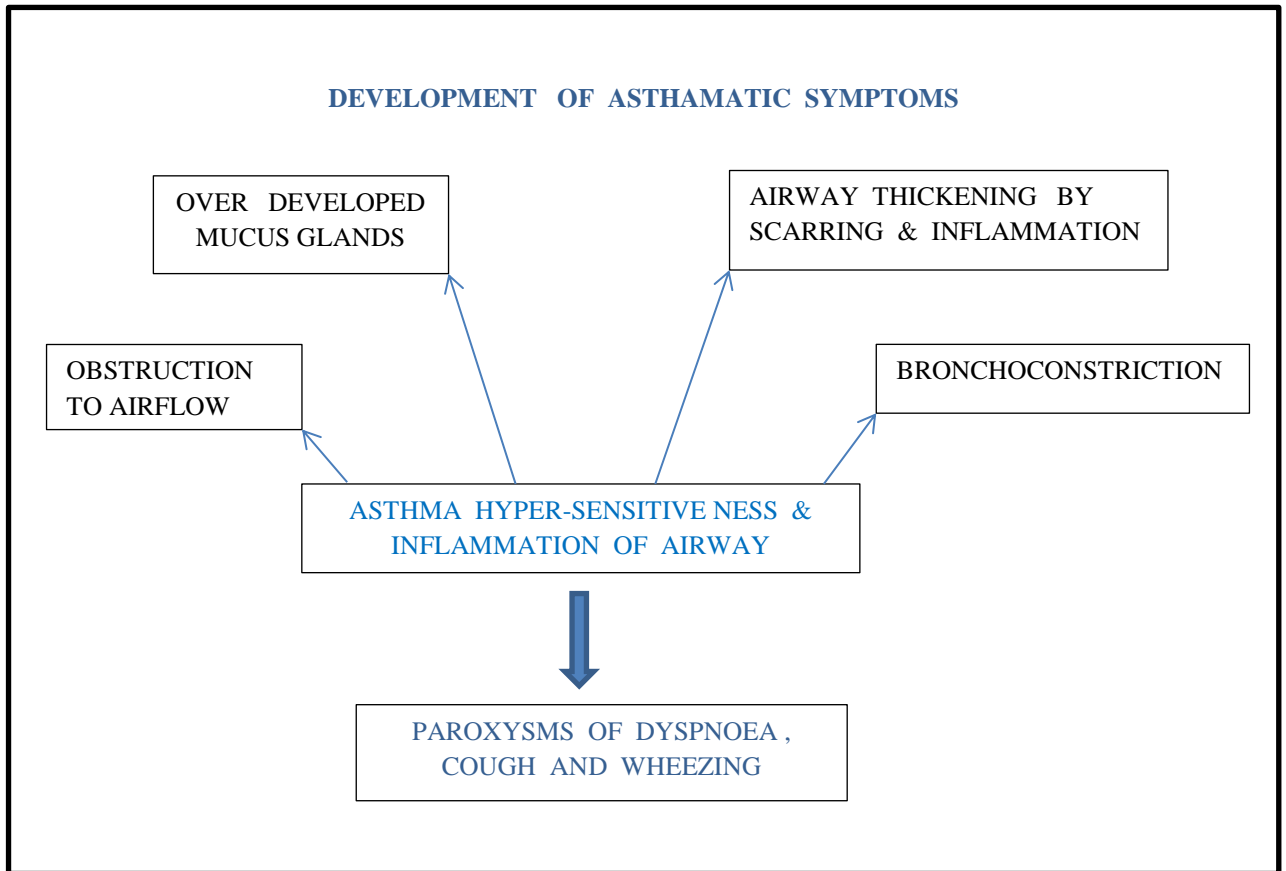 DEVELOPMENT OF ASTHAMATIC SYMPTOMS
OVER DEVELOPED
MUCUS GLANDS
AIRWAY THICKENING BY
SCARRING & INFLAMMATION
OBSTRUCTION
TO AIRFLOW
BRONCHOCONSTRICTION
ASTHMA HYPER-SENSITIVE NESS &
INFLAMMATION OF AIRWAY
PAROXYSMS OF DYSPNOEA ,
COUGH AND WHEEZING